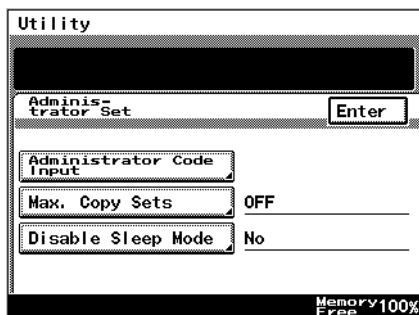 Utility
Adminis-
trator Set
Enter
Administrator Code
Input
Max. Copy Sets
OFF
Disable Sleep Mode
No
Memory
Free 100%